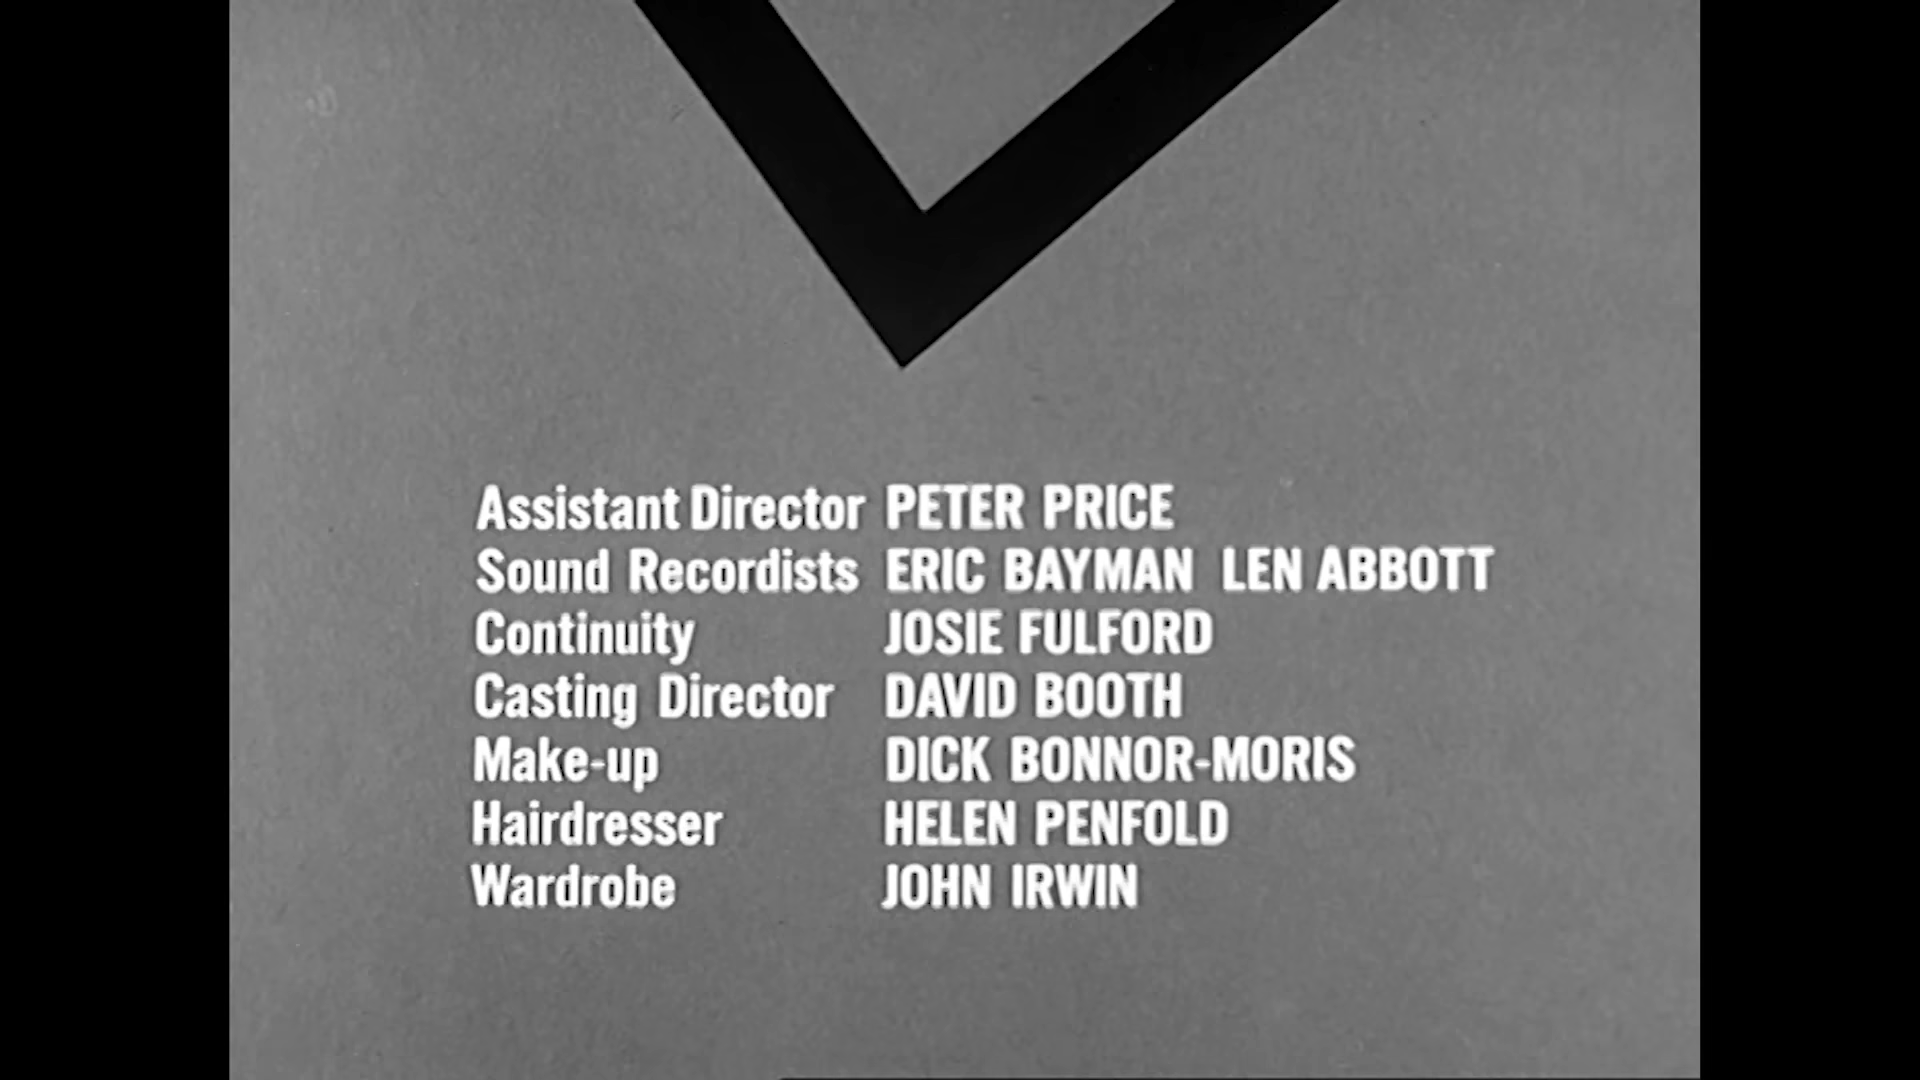 Assistant Director PETER PRICE
Sound Recordists ERIC BAYMAN LEN ABBOTT
Continuity JOSIE FULFORD
Casting Director DAVID BOOTH
Make-up DICK BONNOR-MORIS
Hairdresser HELEN PENFOLD
Wardrobe JOHN IRWIN